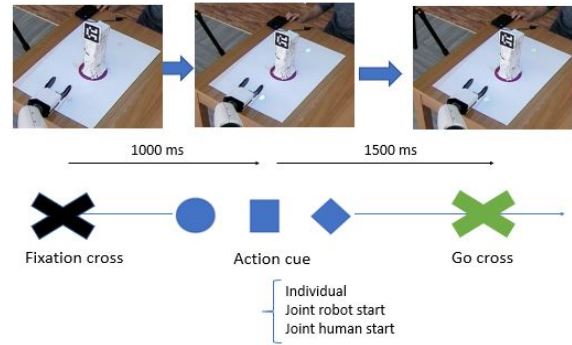 1000 ms
1500 ms
Fixation cross
Action cue
Go cross
Individual
Joint robot start
Joint human start